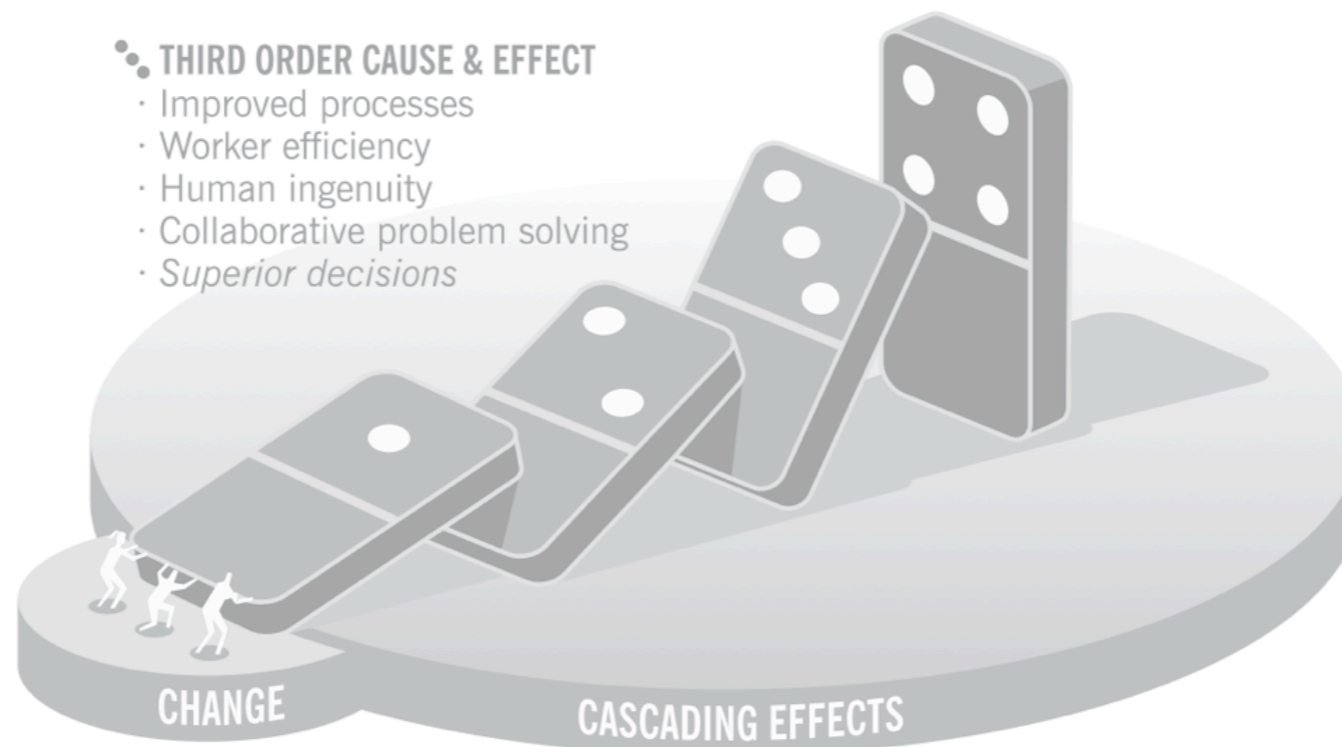 THIRD ORDER CAUSE & EFFECT
· Improved processes
· Worker efficiency
· Human ingenuity
· Collaborative problem solving
· Superior decisions
CHANGE
CASCADING EFFECTS